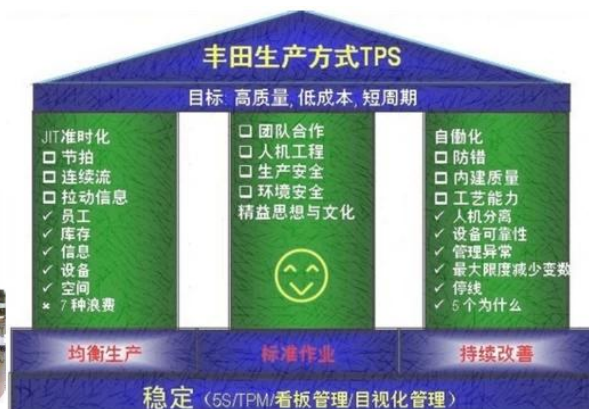 丰田生产方式TPS
目标: 高质量, 低成本, 短周期
JIT准时化
□ 节拍
□ 连续流
□ 拉动信息
✓ 员工
✓ 库存
✓ 信息
✓ 设备
✓ 空间
× 7种浪费
□ 团队合作
□ 人机工程
□ 生产安全
□ 环境安全
精益思想与文化
自働化
□ 防错
□ 内建质量
□ 工艺能力
✓ 人机分离
✓ 设备可靠性
✓ 管理异常
✓ 最大限度减少变数
✓ 停线
✓ 5个为什么
均衡生产
标准作业
持续改善
稳定（5S/TPM/看板管理/目视化管理）